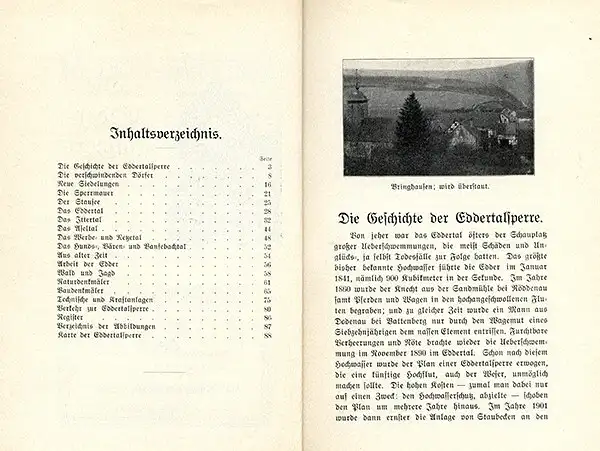 Inhaltsverzeichnis.
Seite
Die Geschichte der Eddertalsperre 3
Die verschwindenden Dörfer 8
Neue Siedelungen 16
Die Sperrmauer 21
Der Stausee 25
Das Eddertal 28
Das Ittertal 52
Das Aseltal 44
Das Werbe- und Netzetal 48
Das Hunds-, Bären- und Banfebachtal 52
Aus alter Zeit 54
Arbeit der Edder 56
Wald und Jagd 58
Naturdenkmäler 61
Baudenkmäler 65
Technische und Kraftanlagen 75
Verkehr zur Eddertalsperre 80
Register 86
Verzeichnis der Abbildungen 87
Karte der Eddertalsperre 88
Bringhausen; wird überstaut.
Die Geschichte der Eddertalsperre.
Von jeher war das Eddertal öfters der Schauplatz
großer Ueberschwemmungen, die meist Schäden und Un-
glücks-, ja selbst Todesfälle zur Folge hatten. Das größte
bisher bekannte Hochwasser führte die Edder im Januar
1841, nämlich 900 Kubikmeter in der Sekunde. Im Jahre
1860 wurde der Knecht aus der Sandmühle bei Röddenau
samt Pferden und Wagen in den hochangeschwollenen Flu-
ten begraben; und zu gleicher Zeit wurde ein Mann aus
Dodenau bei Battenberg nur durch den Wagemut eines
Siebzehnjährigen dem nassen Element entrissen. Furchtbare
Verheerungen und Nöte brachte wieder die Ueberschwem-
mung im November 1890 im Eddertal. Schon nach diesem
Hochwasser wurde der Plan einer Eddertalsperre erwogen,
die eine künftige Hochflut, auch der Weser, unmöglich
machen sollte. Die hohen Kosten — zumal man dabei nur
auf einen Zweck: den Hochwasserschutz, abzielte — schoben
den Plan um mehrere Jahre hinaus. Im Jahre 1901
wurde dann ernster die Anlage von Staubecken an den